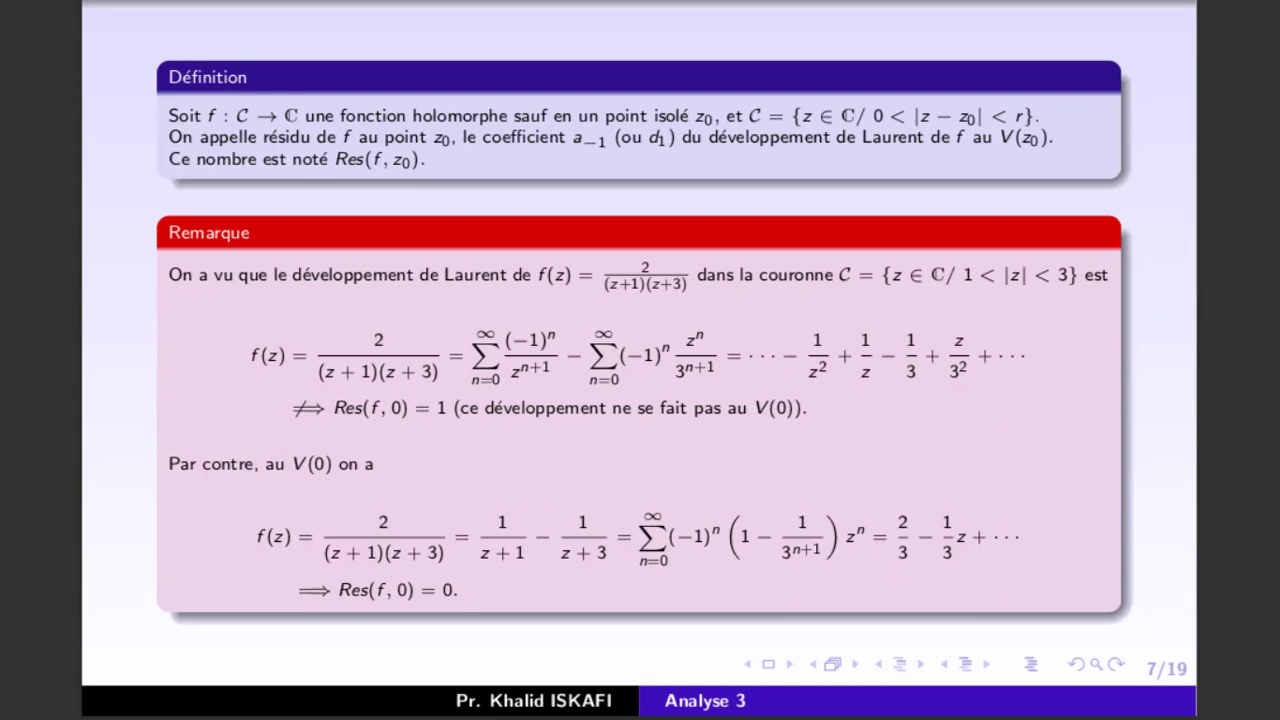 Définition
Soit f : 𝒞 → ℂ une fonction holomorphe sauf en un point isolé z₀, et 𝒞 = {z ∈ ℂ/ 0 < |z − z₀| < r}.
On appelle résidu de f au point z₀, le coefficient a₋₁ (ou d₁) du développement de Laurent de f au V(z₀).
Ce nombre est noté Res(f, z₀).
Remarque
On a vu que le développement de Laurent de f(z) = 2/((z+1)(z+3)) dans la couronne 𝒞 = {z ∈ ℂ/ 1 < |z| < 3} est
f(z) = 2/((z + 1)(z + 3)) = ∑_{n=0}^{∞} (−1)ⁿ/zⁿ⁺¹ − ∑_{n=0}^{∞} (−1)ⁿ zⁿ/3ⁿ⁺¹ = · · · − 1/z² + 1/z − 1/3 + z/3² + · · ·
⇏ Res(f, 0) = 1 (ce développement ne se fait pas au V(0)).
Par contre, au V(0) on a
f(z) = 2/((z + 1)(z + 3)) = 1/(z + 1) − 1/(z + 3) = ∑_{n=0}^{∞} (−1)ⁿ (1 − 1/3ⁿ⁺¹) zⁿ = 2/3 − 1/3 z + · · ·
⟹ Res(f, 0) = 0.
7/19
Pr. Khalid ISKAFI Analyse 3